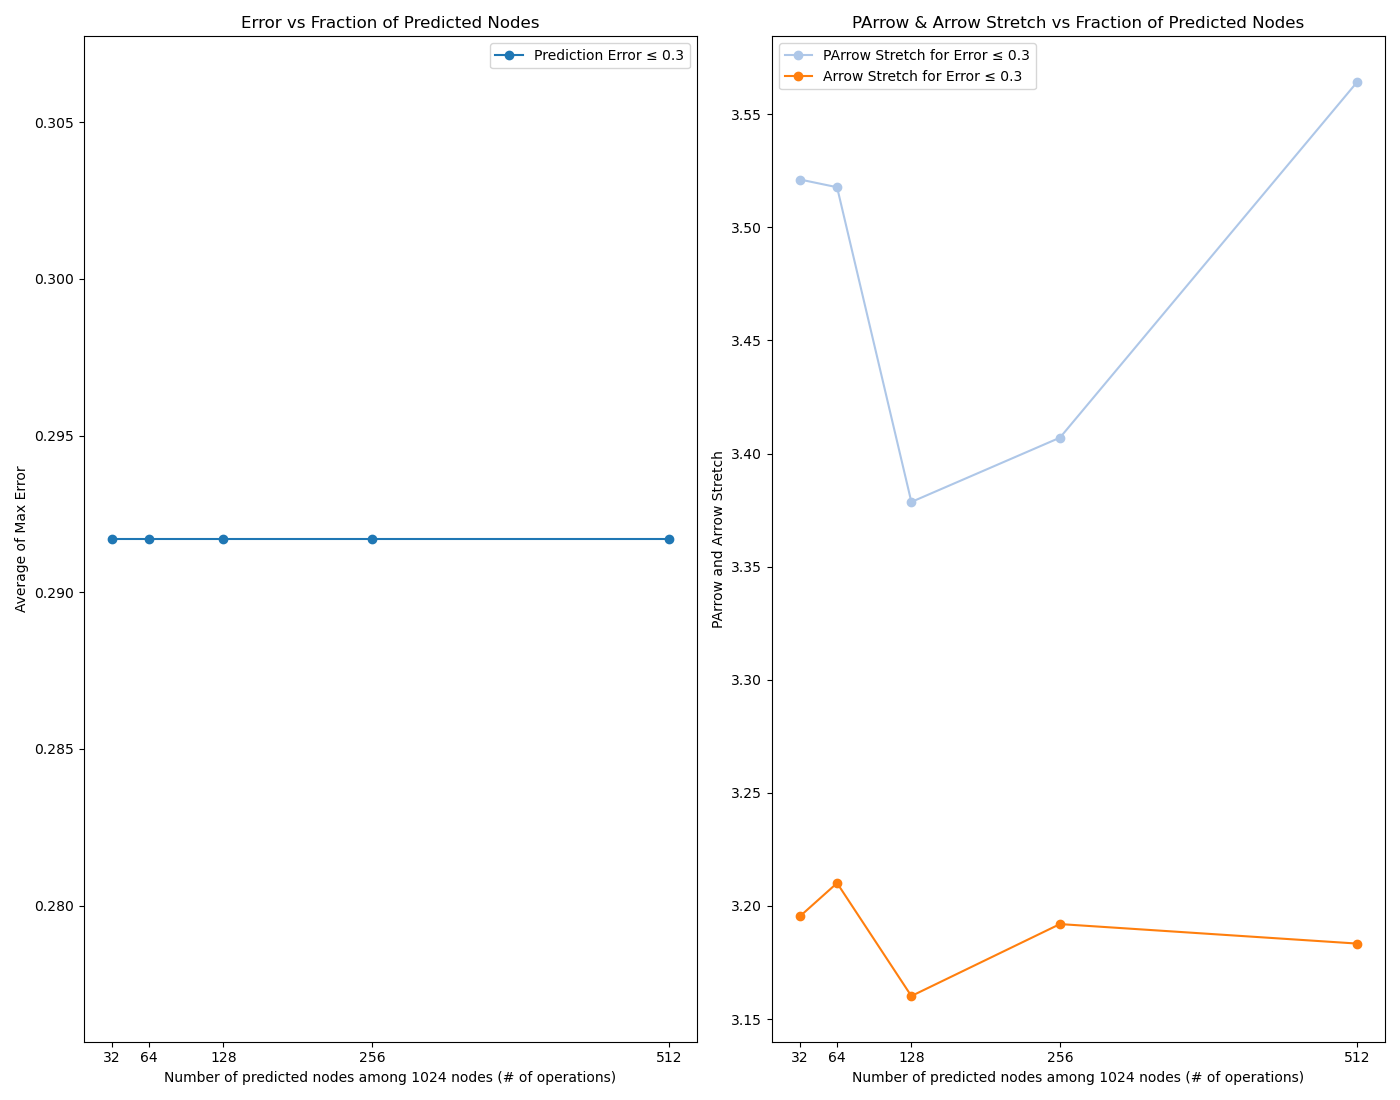 Error vs Fraction of Predicted Nodes
Prediction Error ≤ 0.3
0.305
0.300
0.295
0.290
0.285
0.280
Average of Max Error
32 64 128 256 512
Number of predicted nodes among 1024 nodes (# of operations)
PArrow & Arrow Stretch vs Fraction of Predicted Nodes
PArrow Stretch for Error ≤ 0.3
Arrow Stretch for Error ≤ 0.3
3.55
3.50
3.45
3.40
3.35
3.30
3.25
3.20
3.15
PArrow and Arrow Stretch
32 64 128 256 512
Number of predicted nodes among 1024 nodes (# of operations)